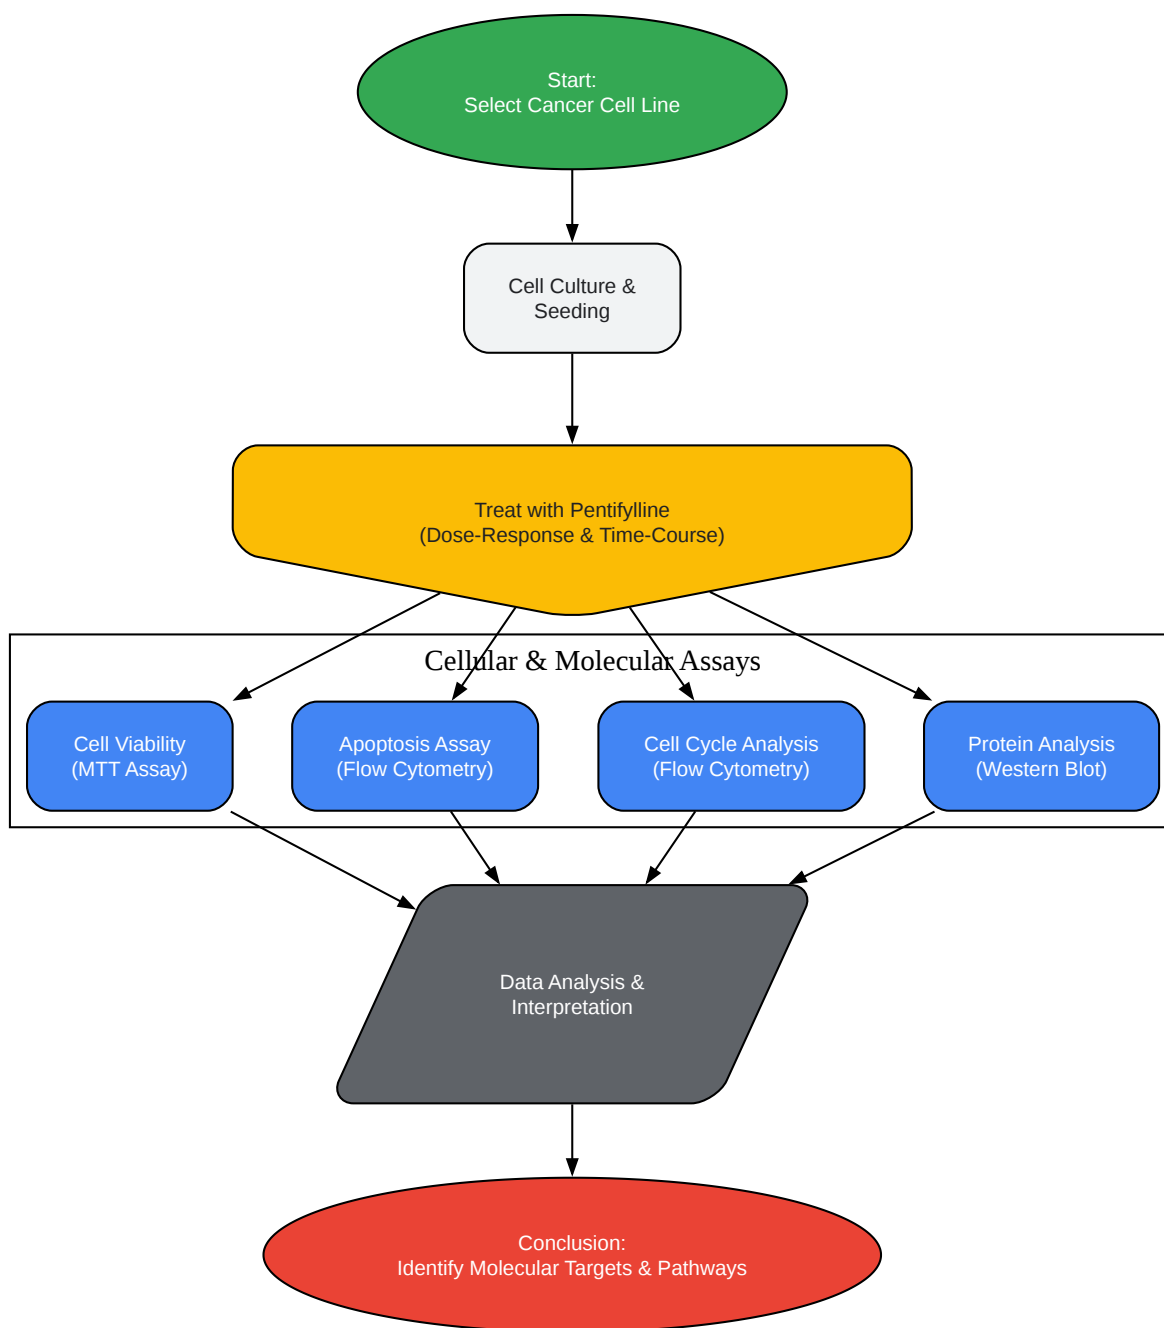 Start:
Select Cancer Cell Line
Cell Culture &
Seeding
Treat with Pentifylline
(Dose-Response & Time-Course)
Cellular & Molecular Assays
Cell Viability
(MTT Assay)
Apoptosis Assay
(Flow Cytometry)
Cell Cycle Analysis
(Flow Cytometry)
Protein Analysis
(Western Blot)
Data Analysis &
Interpretation
Conclusion:
Identify Molecular Targets & Pathways